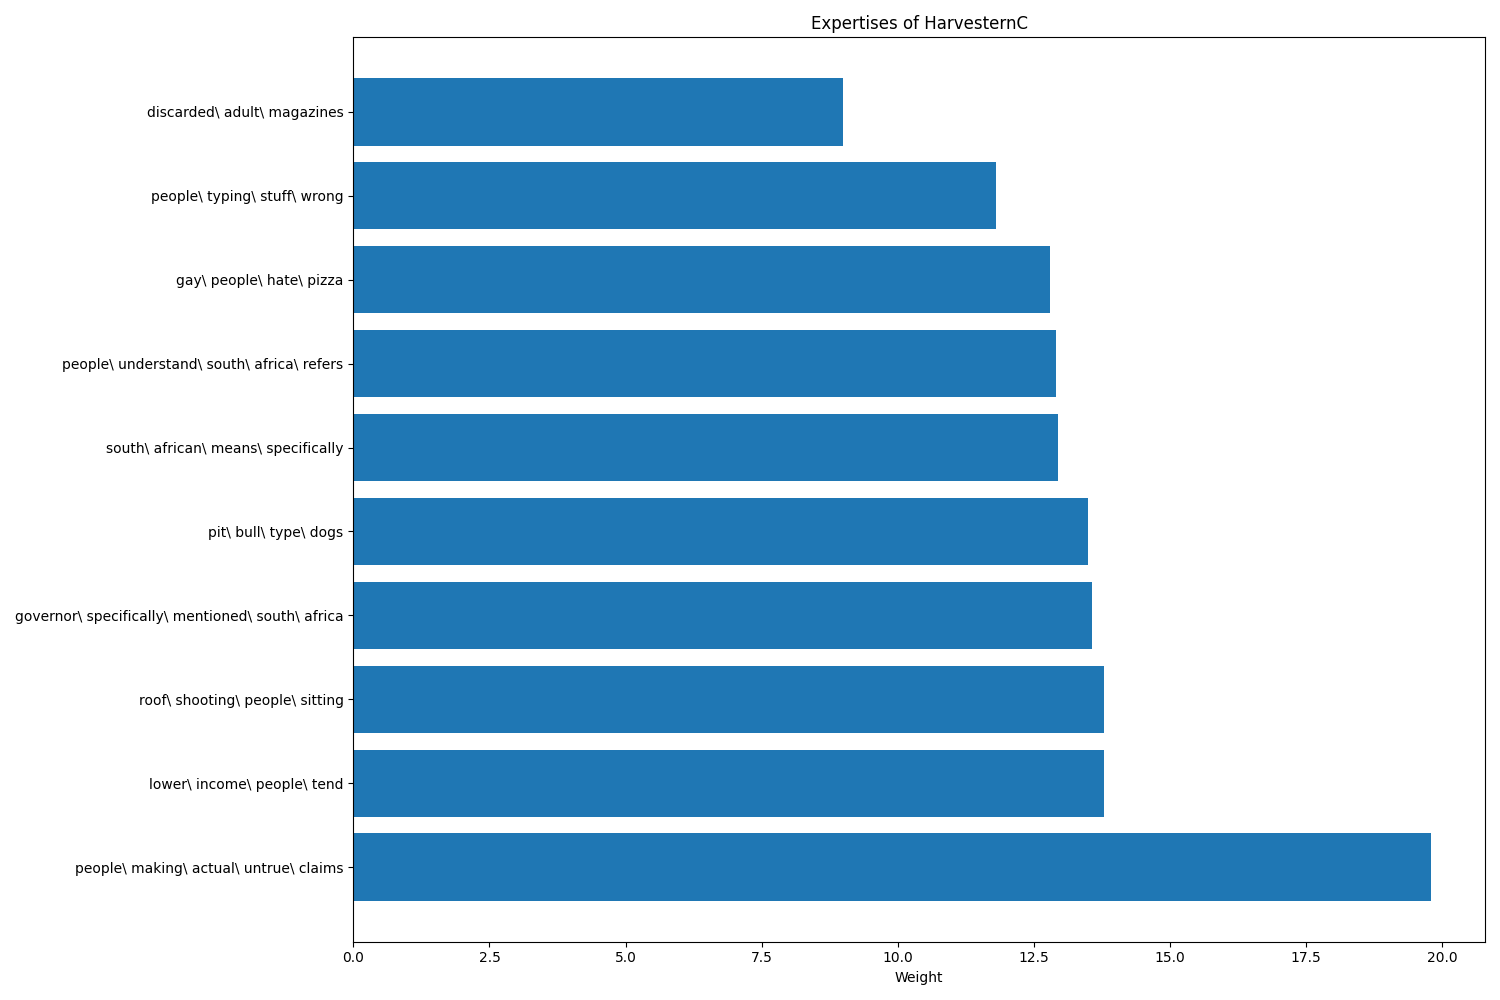 Expertises of HarvesternC
discarded\ adult\ magazines
people\ typing\ stuff\ wrong
gay\ people\ hate\ pizza
people\ understand\ south\ africa\ refers
south\ african\ means\ specifically
pit\ bull\ type\ dogs
governor\ specifically\ mentioned\ south\ africa
roof\ shooting\ people\ sitting
lower\ income\ people\ tend
people\ making\ actual\ untrue\ claims
0.0 2.5 5.0 7.5 10.0 12.5 15.0 17.5 20.0
Weight